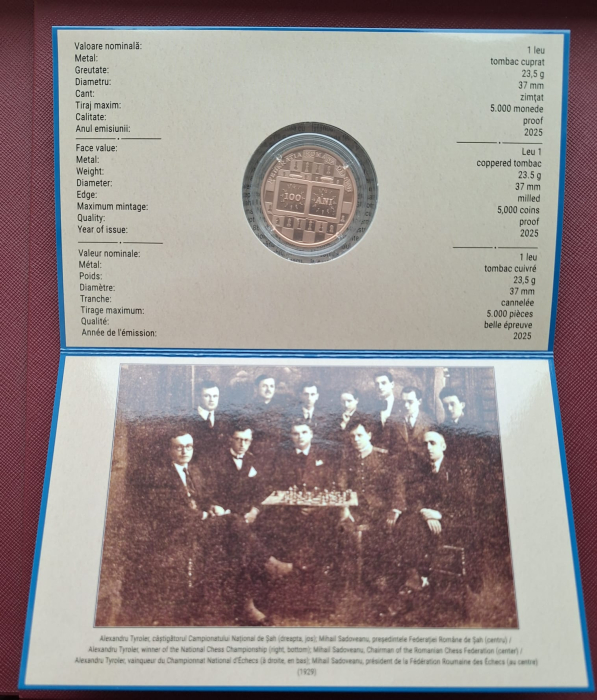 Valoare nominală: 1 leu
Metal: tombac cuprat
Greutate: 23,5 g
Diametru: 37 mm
Cant: zimțat
Tiraj maxim: 5.000 monede
Calitate: proof
Anul emisiunii: 2025
Face value: Leu 1
Metal: coppered tombac
Weight: 23.5 g
Diameter: 37 mm
Edge: milled
Maximum mintage: 5,000 coins
Quality: proof
Year of issue: 2025
Valeur nominale: 1 leu
Métal: tombac cuivré
Poids: 23,5 g
Diamètre: 37 mm
Tranche: cannelée
Tirage maximum: 5.000 pièces
Qualité: belle épreuve
Année de l'émission: 2025
100 ANI
Alexandru Tyroler, câștigătorul Campionatului Național de Șah (dreapta, jos); Mihail Sadoveanu, președintele Federației Române de Șah (centru) /
Alexandru Tyroler, winner of the National Chess Championship (right, bottom); Mihail Sadoveanu, Chairman of the Romanian Chess Federation (center) /
Alexandru Tyroler, vainqueur du Championnat National d'Échecs (à droite, en bas); Mihail Sadoveanu, président de la Fédération Roumaine des Échecs (au centre)
(1929)